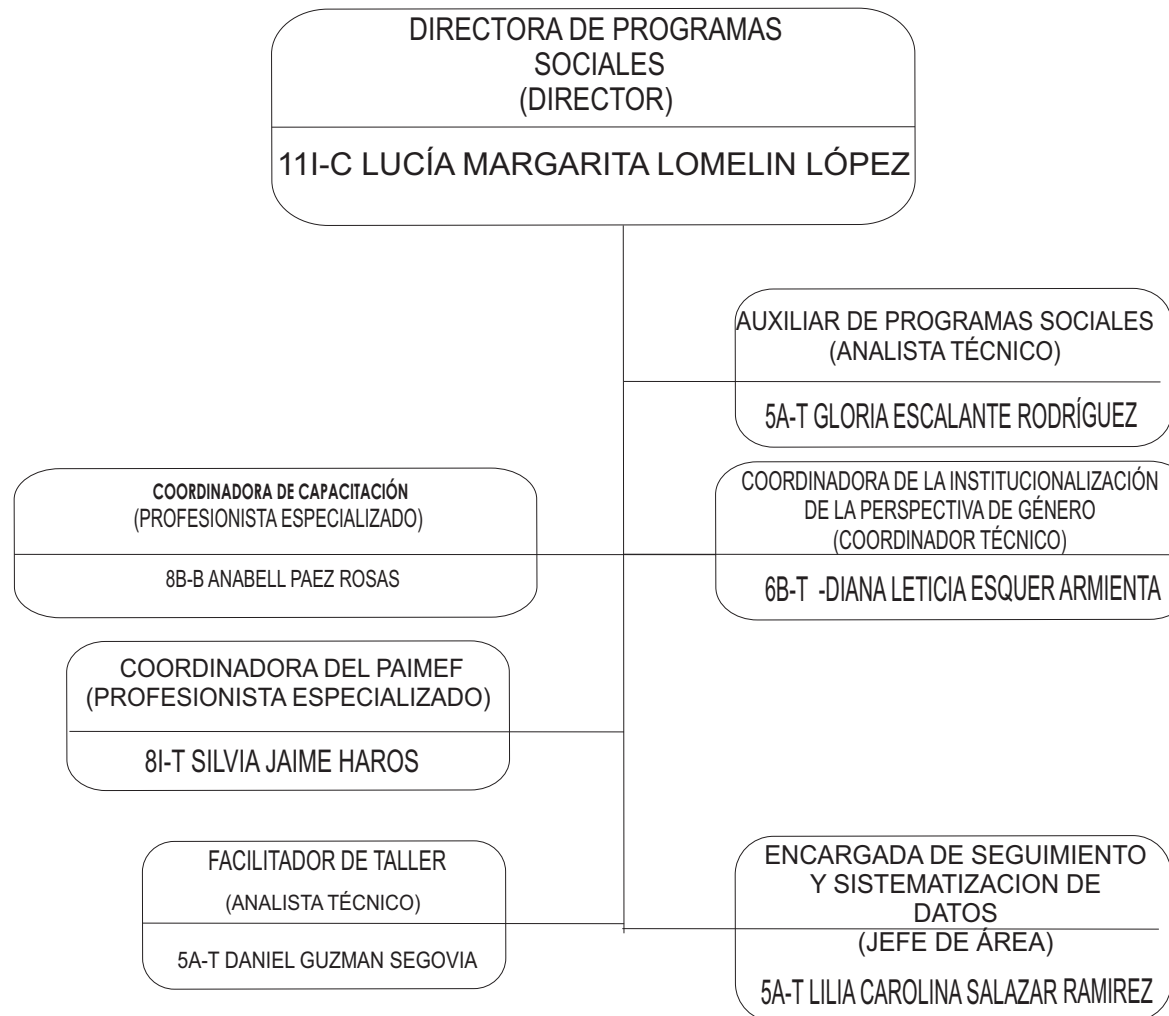 DIRECTORA DE PROGRAMAS
SOCIALES
(DIRECTOR)
11I-C LUCÍA MARGARITA LOMELIN LÓPEZ
AUXILIAR DE PROGRAMAS SOCIALES
(ANALISTA TÉCNICO)
5A-T GLORIA ESCALANTE RODRÍGUEZ
COORDINADORA DE CAPACITACIÓN
(PROFESIONISTA ESPECIALIZADO)
8B-B ANABELL PAEZ ROSAS
COORDINADORA DE LA INSTITUCIONALIZACIÓN
DE LA PERSPECTIVA DE GÉNERO
(COORDINADOR TÉCNICO)
6B-T -DIANA LETICIA ESQUER ARMIENTA
COORDINADORA DEL PAIMEF
(PROFESIONISTA ESPECIALIZADO)
8I-T SILVIA JAIME HAROS
FACILITADOR DE TALLER
(ANALISTA TÉCNICO)
5A-T DANIEL GUZMAN SEGOVIA
ENCARGADA DE SEGUIMIENTO
Y SISTEMATIZACION DE
DATOS
(JEFE DE ÁREA)
5A-T LILIA CAROLINA SALAZAR RAMIREZ